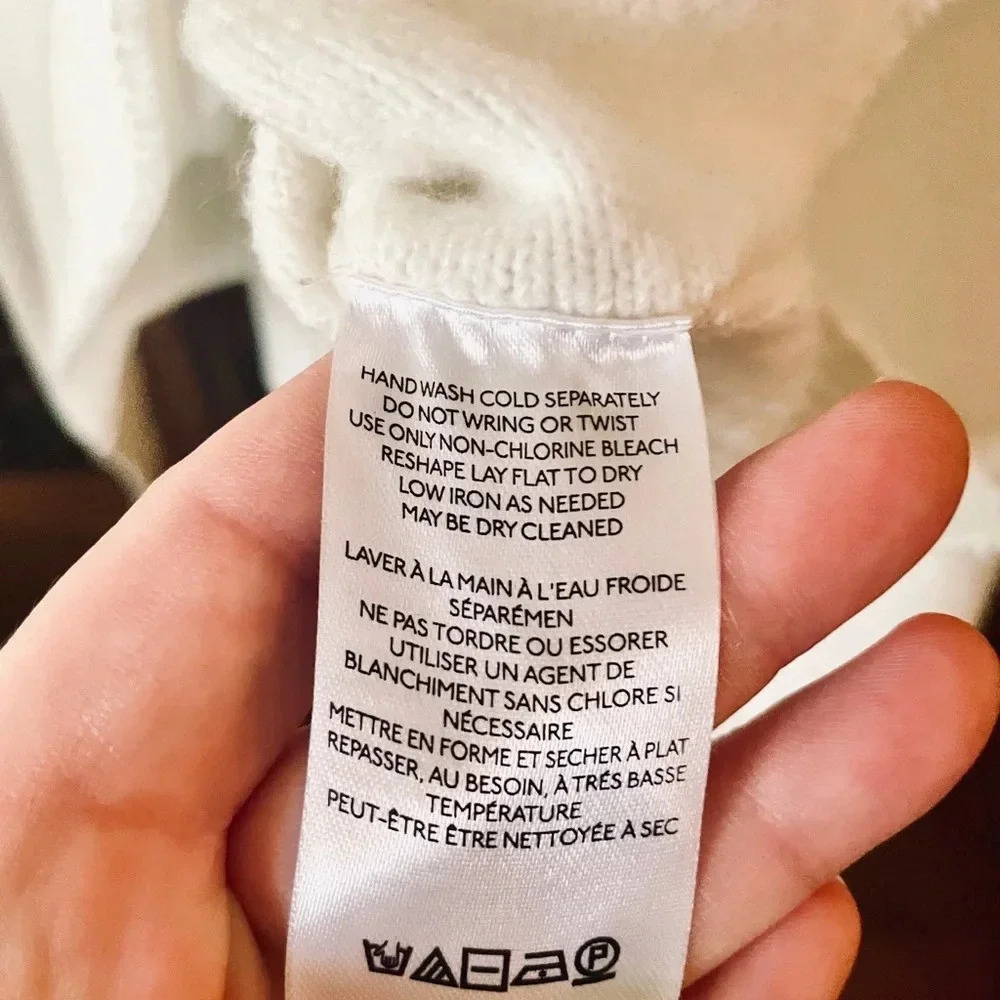 HAND WASH COLD SEPARATELY
DO NOT WRING OR TWIST
USE ONLY NON-CHLORINE BLEACH
RESHAPE LAY FLAT TO DRY
LOW IRON AS NEEDED
MAY BE DRY CLEANED
LAVER À LA MAIN À L'EAU FROIDE
SÉPARÉMEN
NE PAS TORDRE OU ESSORER
UTILISER UN AGENT DE
BLANCHIMENT SANS CHLORE SI
NÉCESSAIRE
METTRE EN FORME ET SECHER À PLAT
REPASSER, AU BESOIN, À TRÉS BASSE
TEMPÉRATURE
PEUT-ÊTRE ÊTRE NETTOYÉE À SEC
P